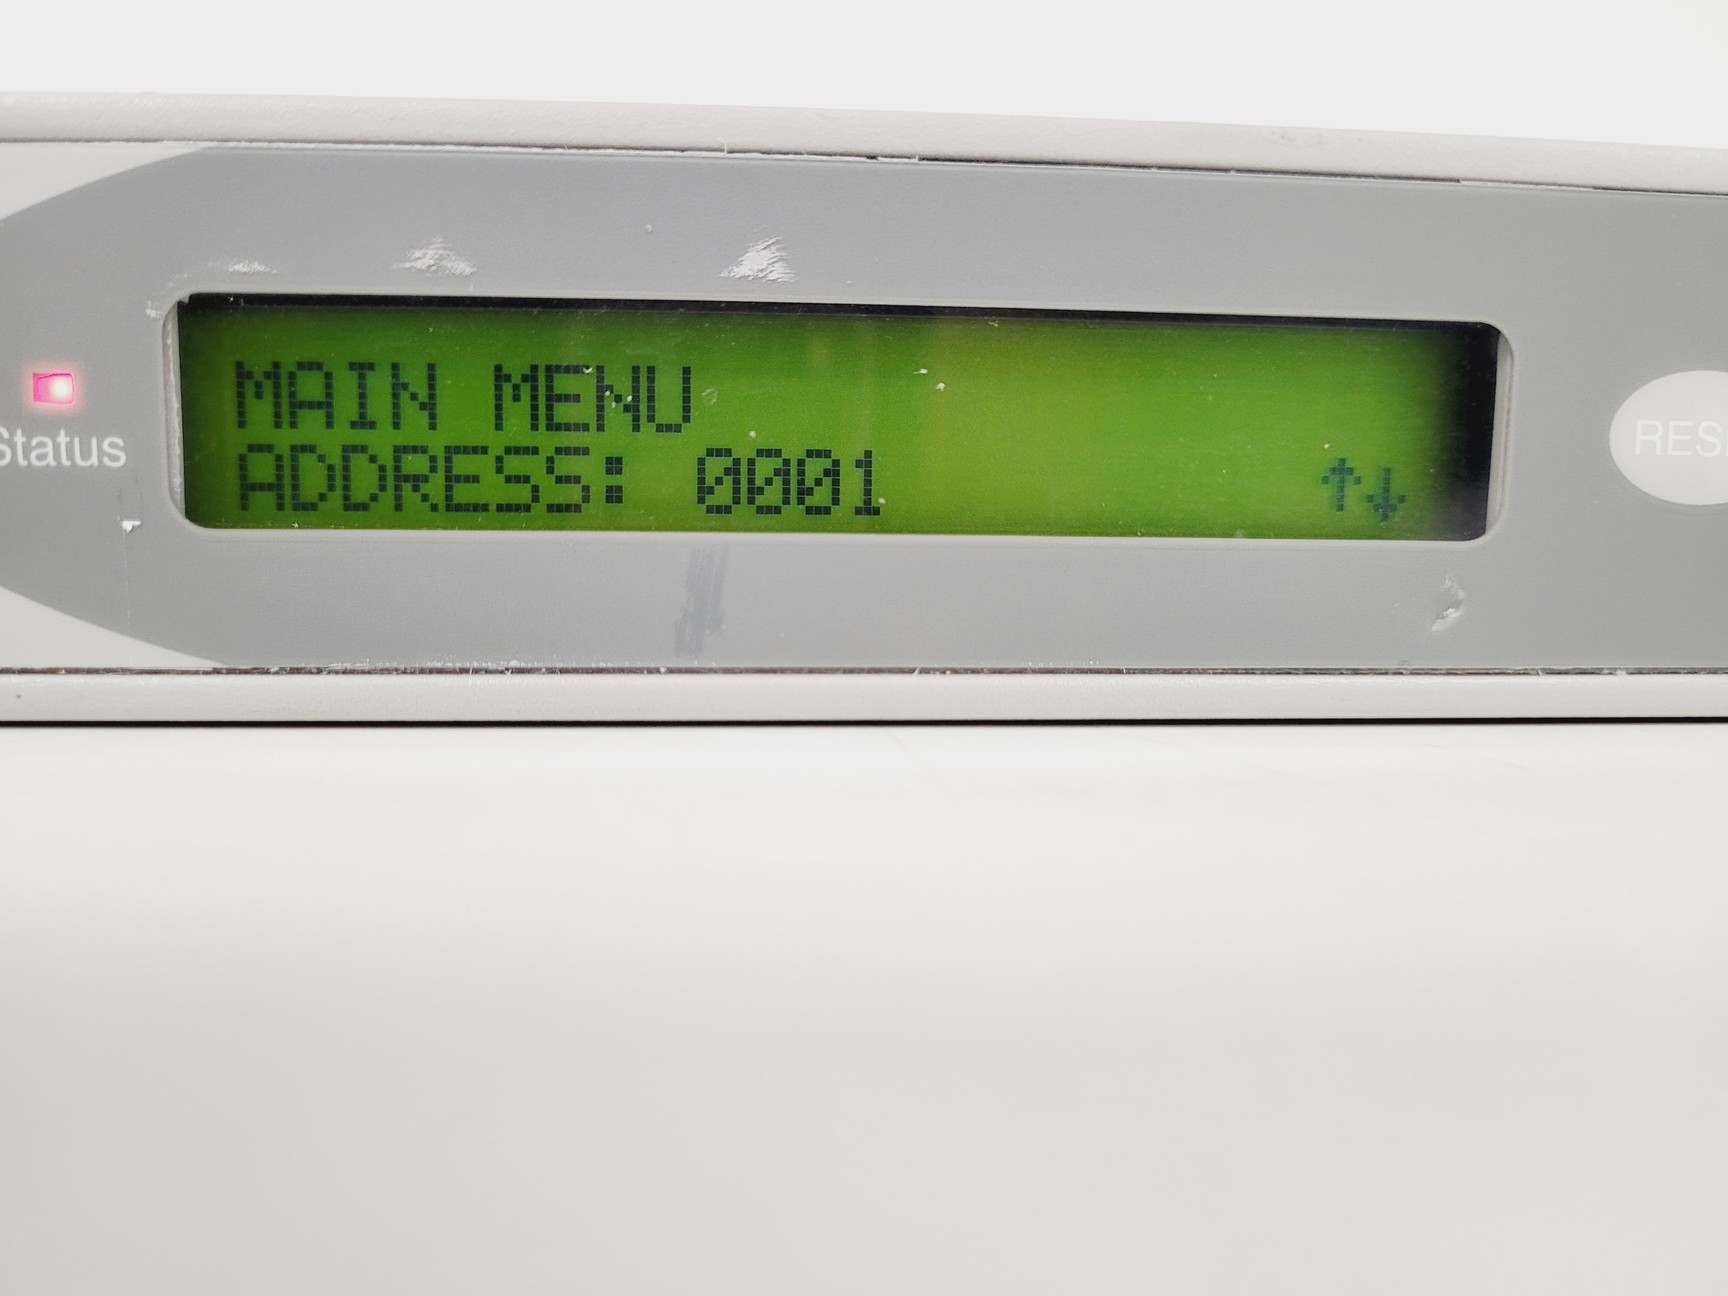 MAIN MENU
ADDRESS: 0001 ↑↓
Status